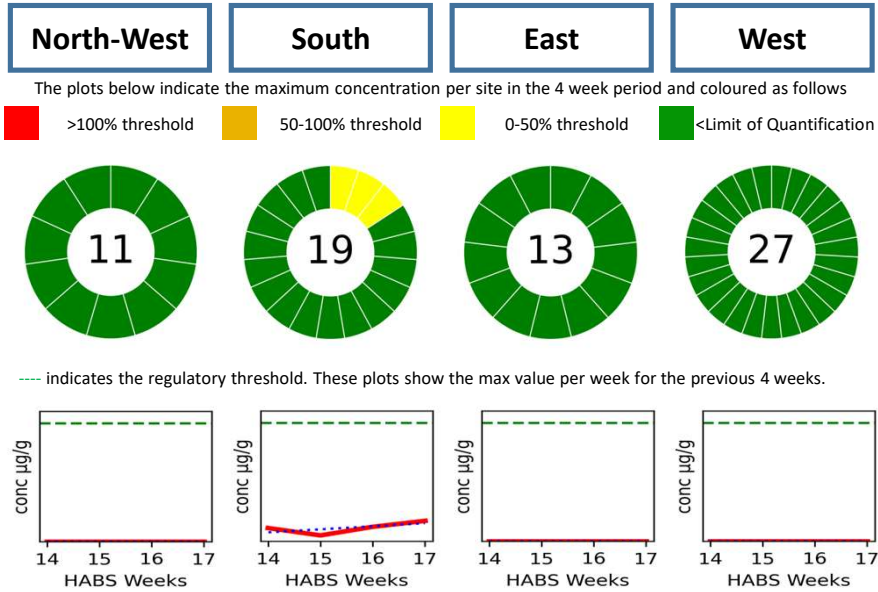 North-West South East West
The plots below indicate the maximum concentration per site in the 4 week period and coloured as follows
>100% threshold 50-100% threshold 0-50% threshold <Limit of Quantification
11 19 13 27
---- indicates the regulatory threshold. These plots show the max value per week for the previous 4 weeks.
conc µg/g conc µg/g conc µg/g conc µg/g
14 15 16 17 14 15 16 17 14 15 16 17 14 15 16 17
HABS Weeks HABS Weeks HABS Weeks HABS Weeks